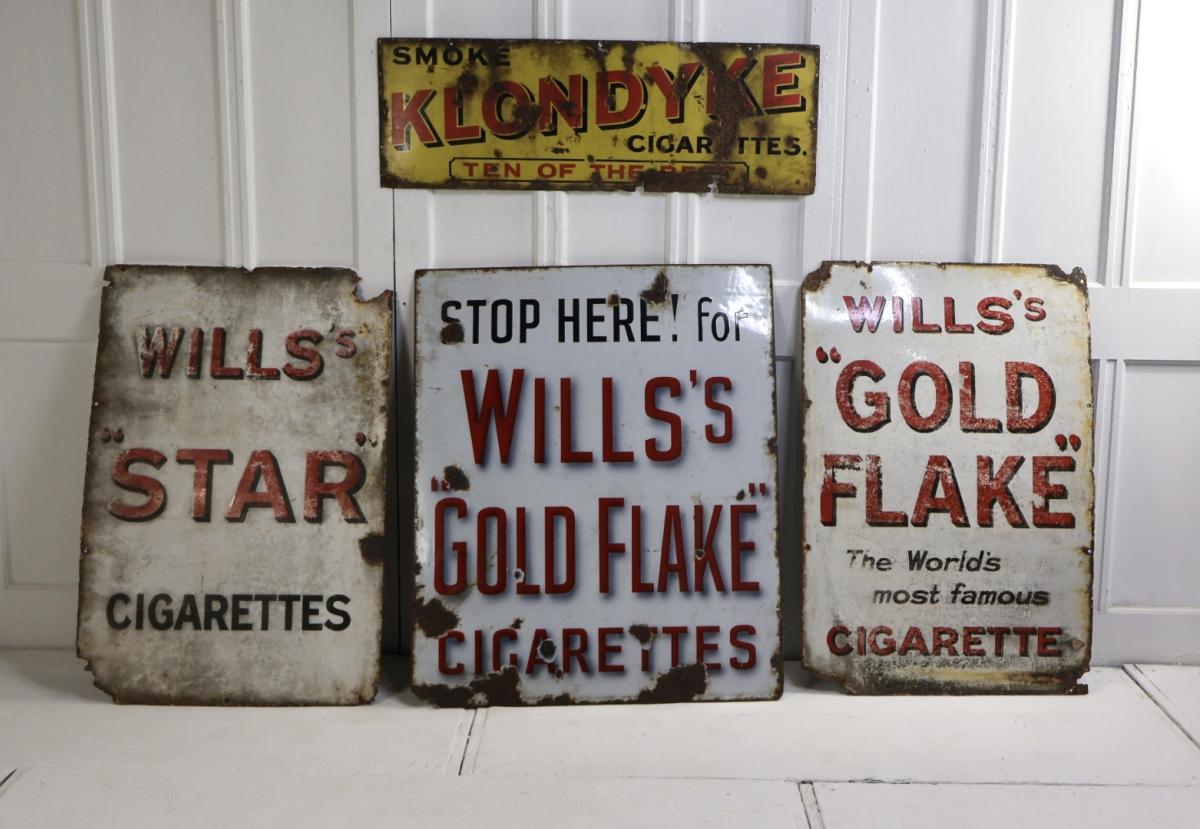 SMOKE
KLONDYKE
CIGARETTES.
TEN OF THE BEST
WILLS'S
"STAR"
CIGARETTES
STOP HERE! for
WILLS'S
"GOLD FLAKE"
CIGARETTES
WILLS'S
"GOLD
FLAKE"
The World's
most famous
CIGARETTE